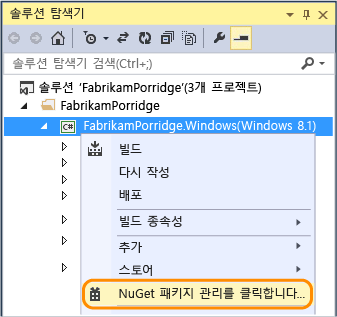 솔루션 탐색기
솔루션 탐색기 검색(Ctrl+;)
솔루션 'FabrikamPorridge'(3개 프로젝트)
FabrikamPorridge
C# FabrikamPorridge.Windows(Windows 8.1)
빌드
다시 작성
배포
빌드 종속성
추가
스토어
NuGet 패키지 관리를 클릭합니다...